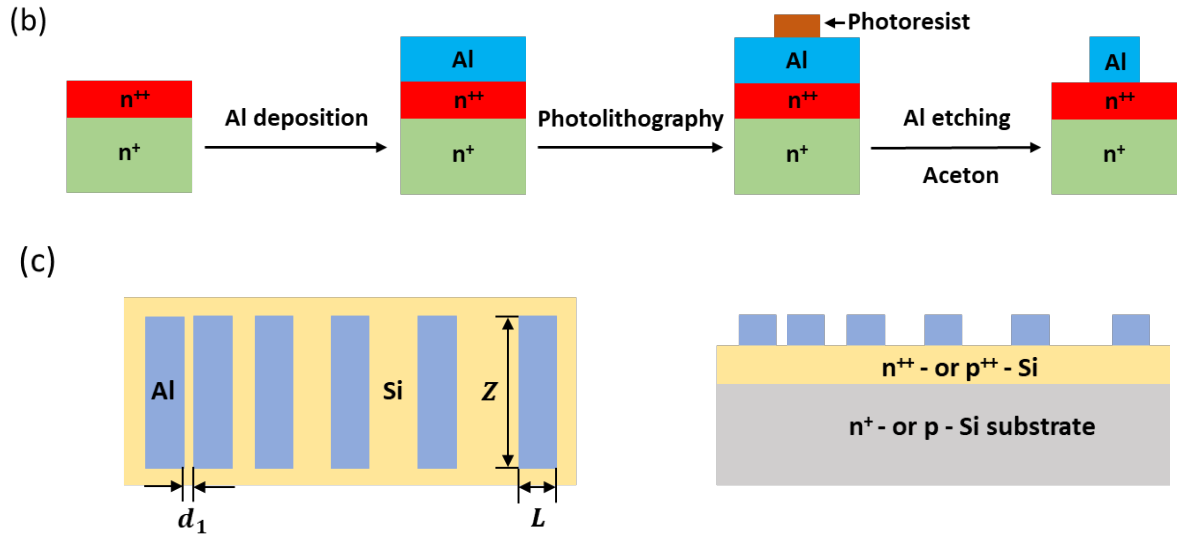 (b)
Photoresist
Al
Al
Al
n⁺⁺
Al deposition
n⁺⁺
Photolithography
n⁺⁺
Al etching
n⁺⁺
n⁺
n⁺
n⁺
Aceton
n⁺
(c)
Al
Si
Z
n⁺⁺ - or p⁺⁺ - Si
n⁺ - or p - Si substrate
d₁
L